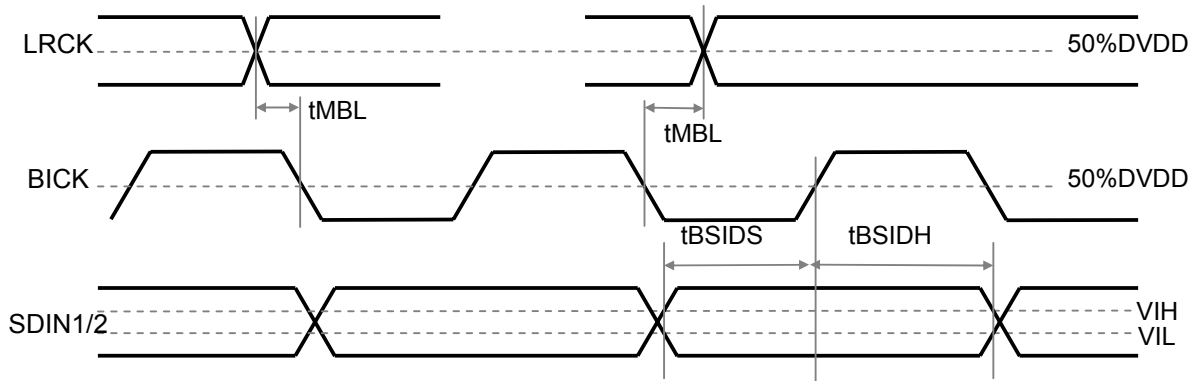 LRCK
50%DVDD
tMBL
tMBL
BICK
50%DVDD
tBSIDS
tBSIDH
SDIN1/2
VIH
VIL